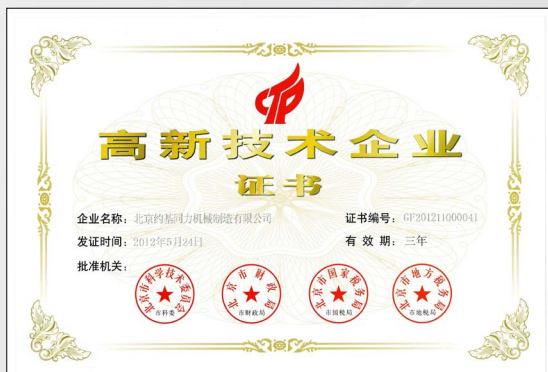 高新技术企业
证书
企业名称：北京约基同力机械制造有限公司
证书编号：GF201211000041
发证时间：2012年5月24日
有 效 期：三年
批准机关：
北京市科学技术委员会
市科委
北京市财政局
市财政局
北京市国家税务局
市国税局
北京市地方税务局
市地税局